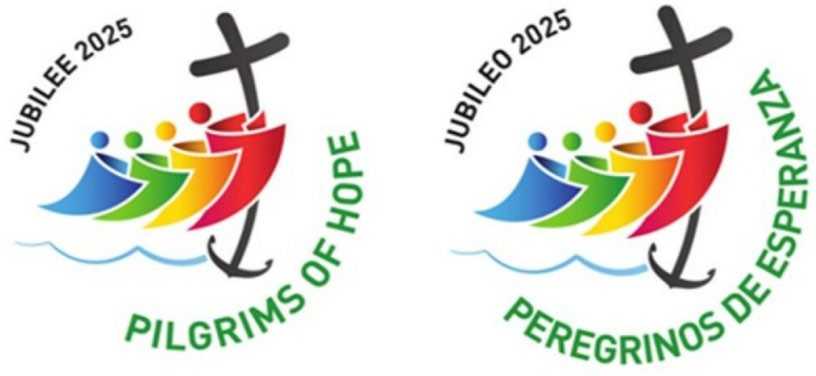 JUBILEE 2025
PILGRIMS OF HOPE
JUBILEO 2025
PEREGRINOS DE ESPERANZA